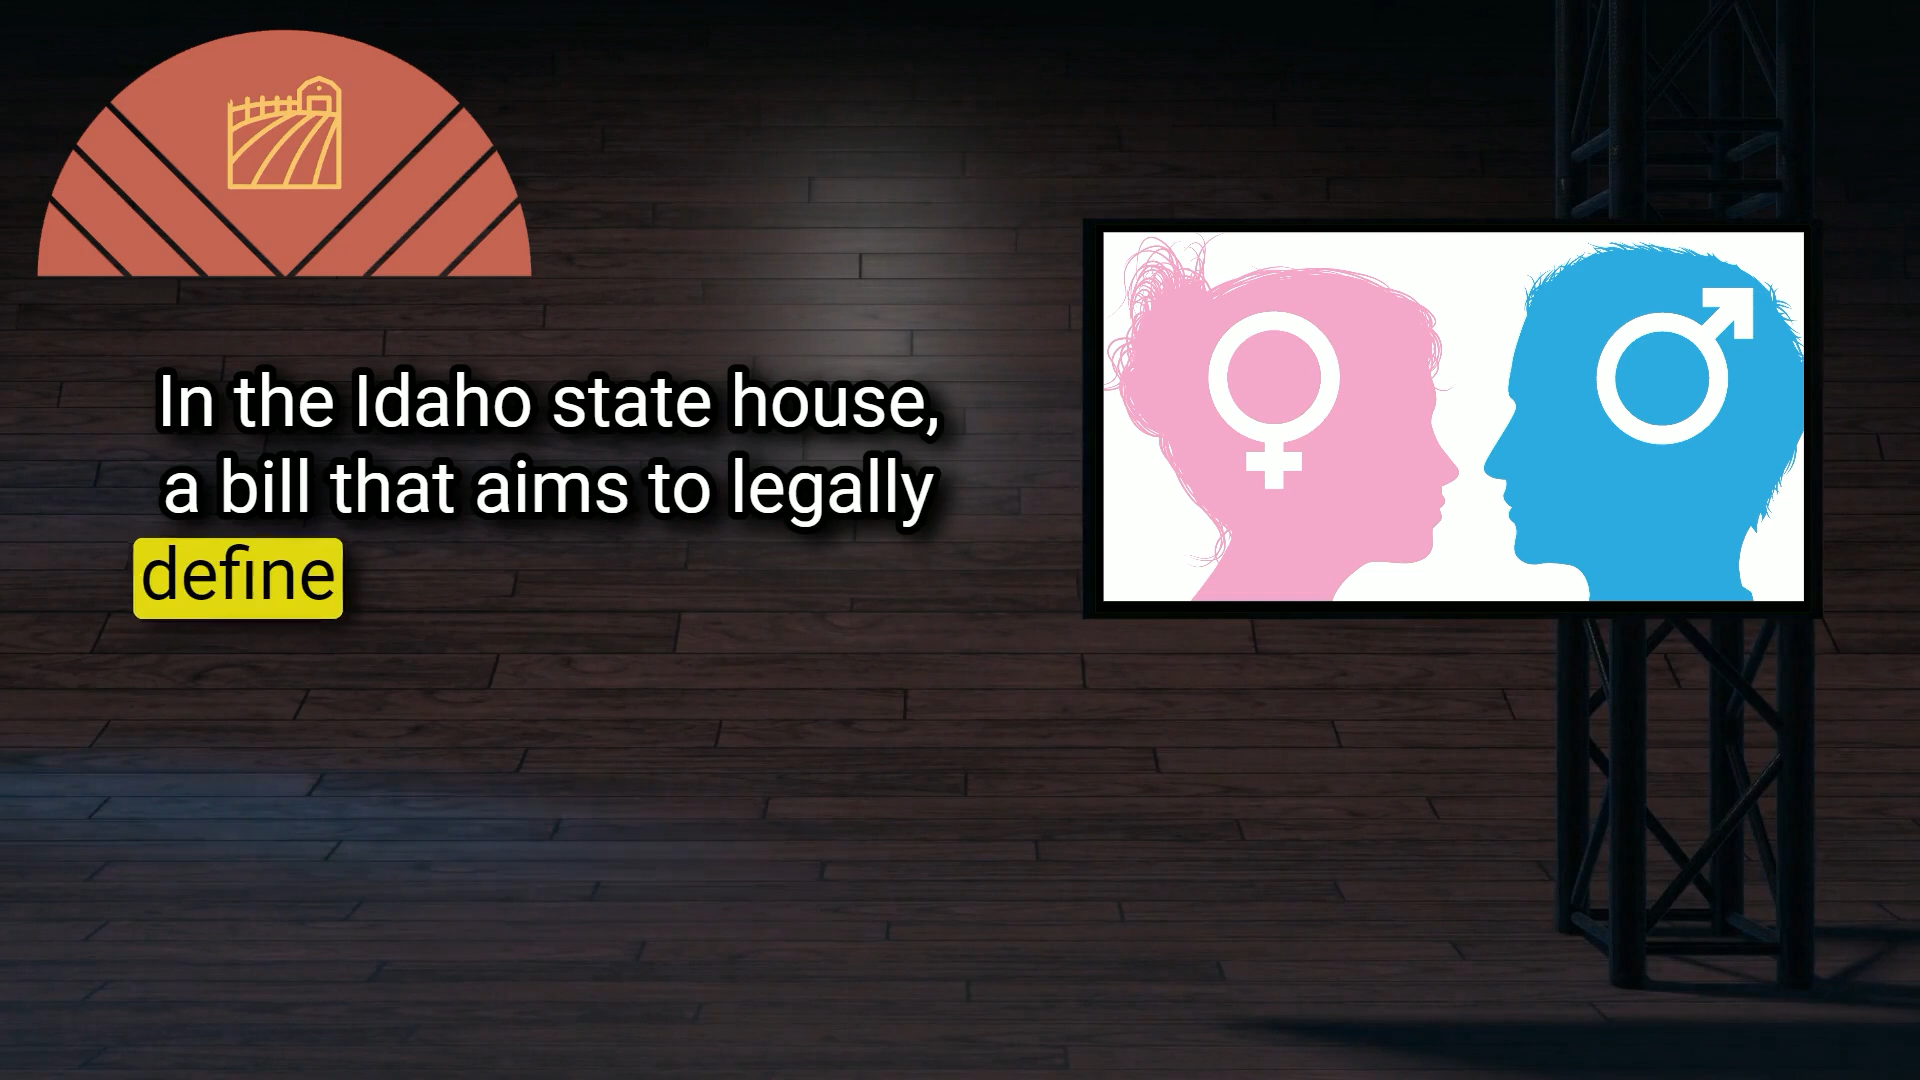 In the Idaho state house,
a bill that aims to legally
define